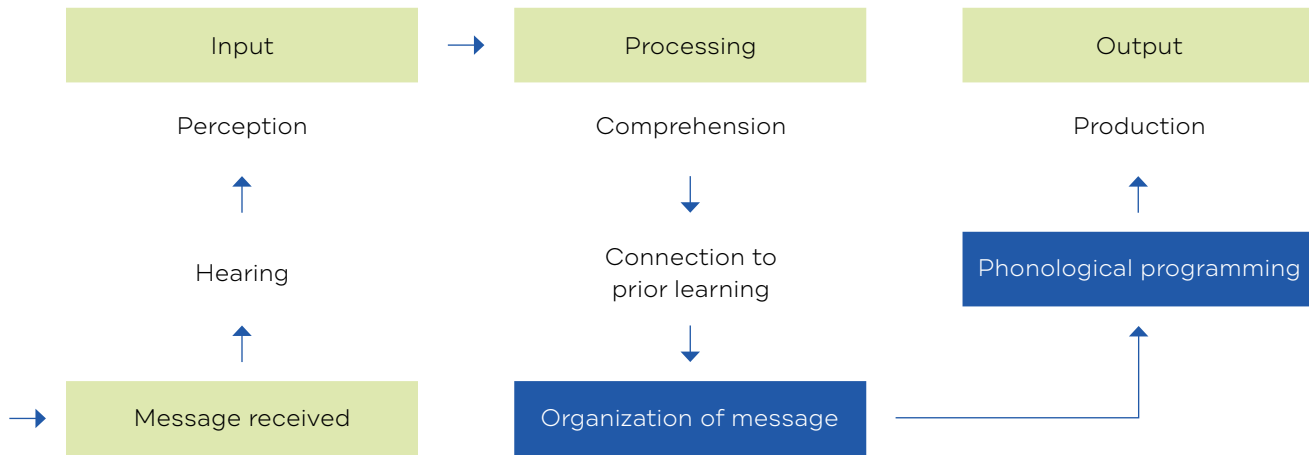 Input
Perception
Hearing
Message received
Processing
Comprehension
Connection to
prior learning
Organization of message
Output
Production
Phonological programming